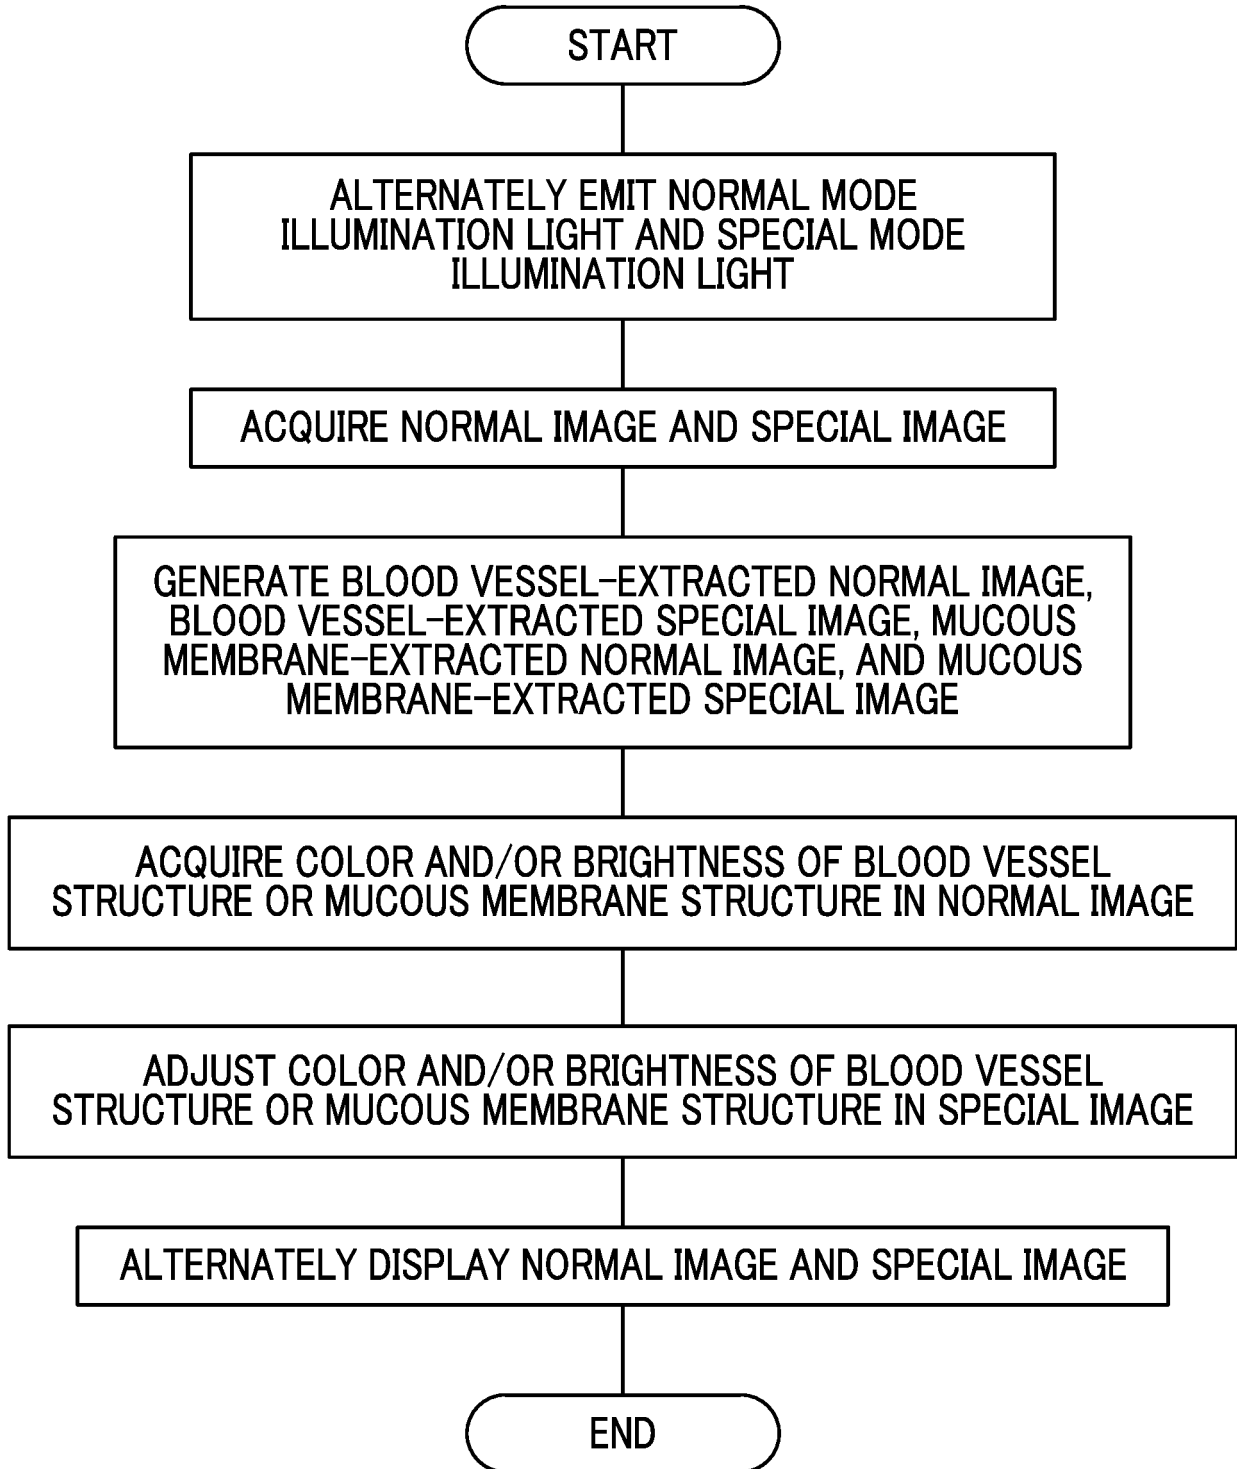 START
ALTERNATELY EMIT NORMAL MODE
ILLUMINATION LIGHT AND SPECIAL MODE
ILLUMINATION LIGHT
ACQUIRE NORMAL IMAGE AND SPECIAL IMAGE
GENERATE BLOOD VESSEL-EXTRACTED NORMAL IMAGE,
BLOOD VESSEL-EXTRACTED SPECIAL IMAGE, MUCOUS
MEMBRANE-EXTRACTED NORMAL IMAGE, AND MUCOUS
MEMBRANE-EXTRACTED SPECIAL IMAGE
ACQUIRE COLOR AND/OR BRIGHTNESS OF BLOOD VESSEL
STRUCTURE OR MUCOUS MEMBRANE STRUCTURE IN NORMAL IMAGE
ADJUST COLOR AND/OR BRIGHTNESS OF BLOOD VESSEL
STRUCTURE OR MUCOUS MEMBRANE STRUCTURE IN SPECIAL IMAGE
ALTERNATELY DISPLAY NORMAL IMAGE AND SPECIAL IMAGE
END